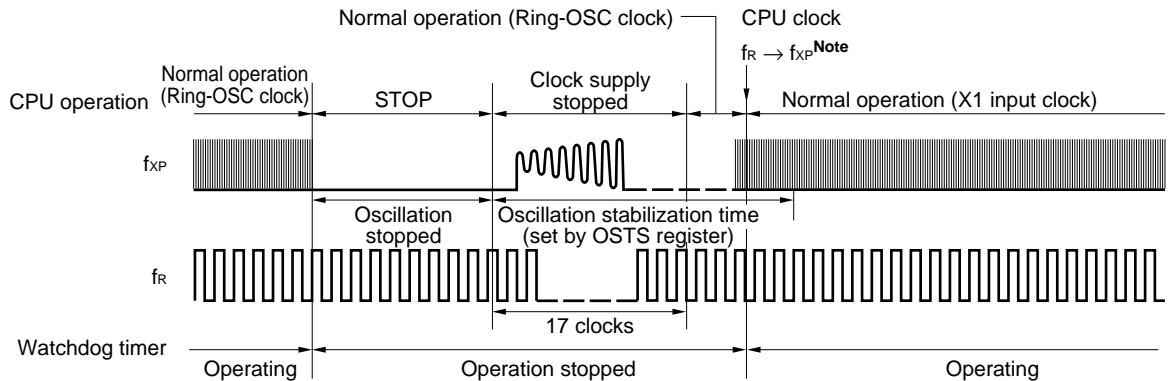 Normal operation (Ring-OSC clock)
CPU clock
fR → fXPNote
Normal operation
(Ring-OSC clock)
CPU operation
STOP
Clock supply
stopped
Normal operation (X1 input clock)
fXP
Oscillation
stopped
Oscillation stabilization time
(set by OSTS register)
fR
17 clocks
Watchdog timer
Operating
Operation stopped
Operating